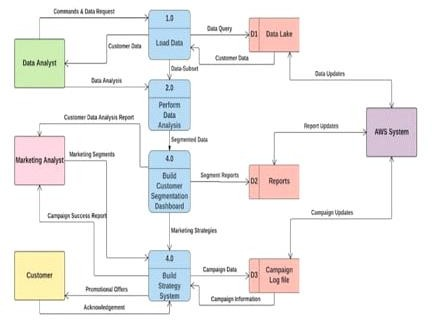 Commands & Data Request
1.0
Load Data
Data Query
D1
Data Lake
Customer Data
Customer Data
Data Analyst
Data-Subset
Data Analysis
Data Updates
2.0
Perform
Data
Analysis
Customer Data Analysis Report
Segmented Data
Report Updates
AWS System
Marketing Analyst
Marketing Segments
4.0
Build
Customer
Segmentation
Dashboard
Segment Reports
D2
Reports
Campaign Success Report
Marketing Strategies
Campaign Updates
4.0
Build
Strategy
System
Campaign Data
D3
Campaign
Log file
Customer
Promotional Offers
Campaign Information
Acknowledgement